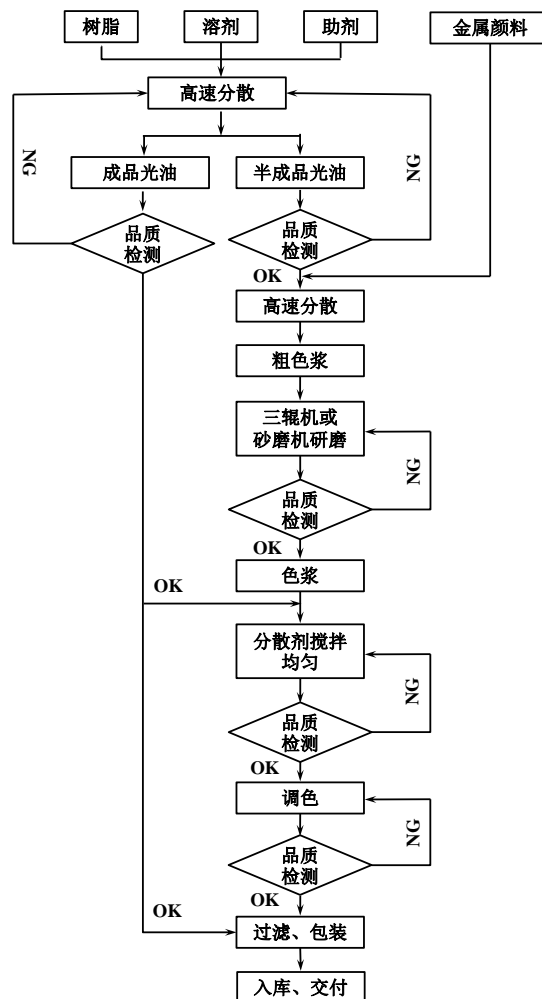 树脂
溶剂
助剂
金属颜料
高速分散
NG
NG
成品光油
半成品光油
品质
检测
品质
检测
OK
高速分散
粗色浆
三辊机或
砂磨机研磨
NG
品质
检测
OK
色浆
OK
分散剂搅拌
均匀
NG
品质
检测
OK
调色
NG
品质
检测
OK
OK
过滤、包装
入库、交付